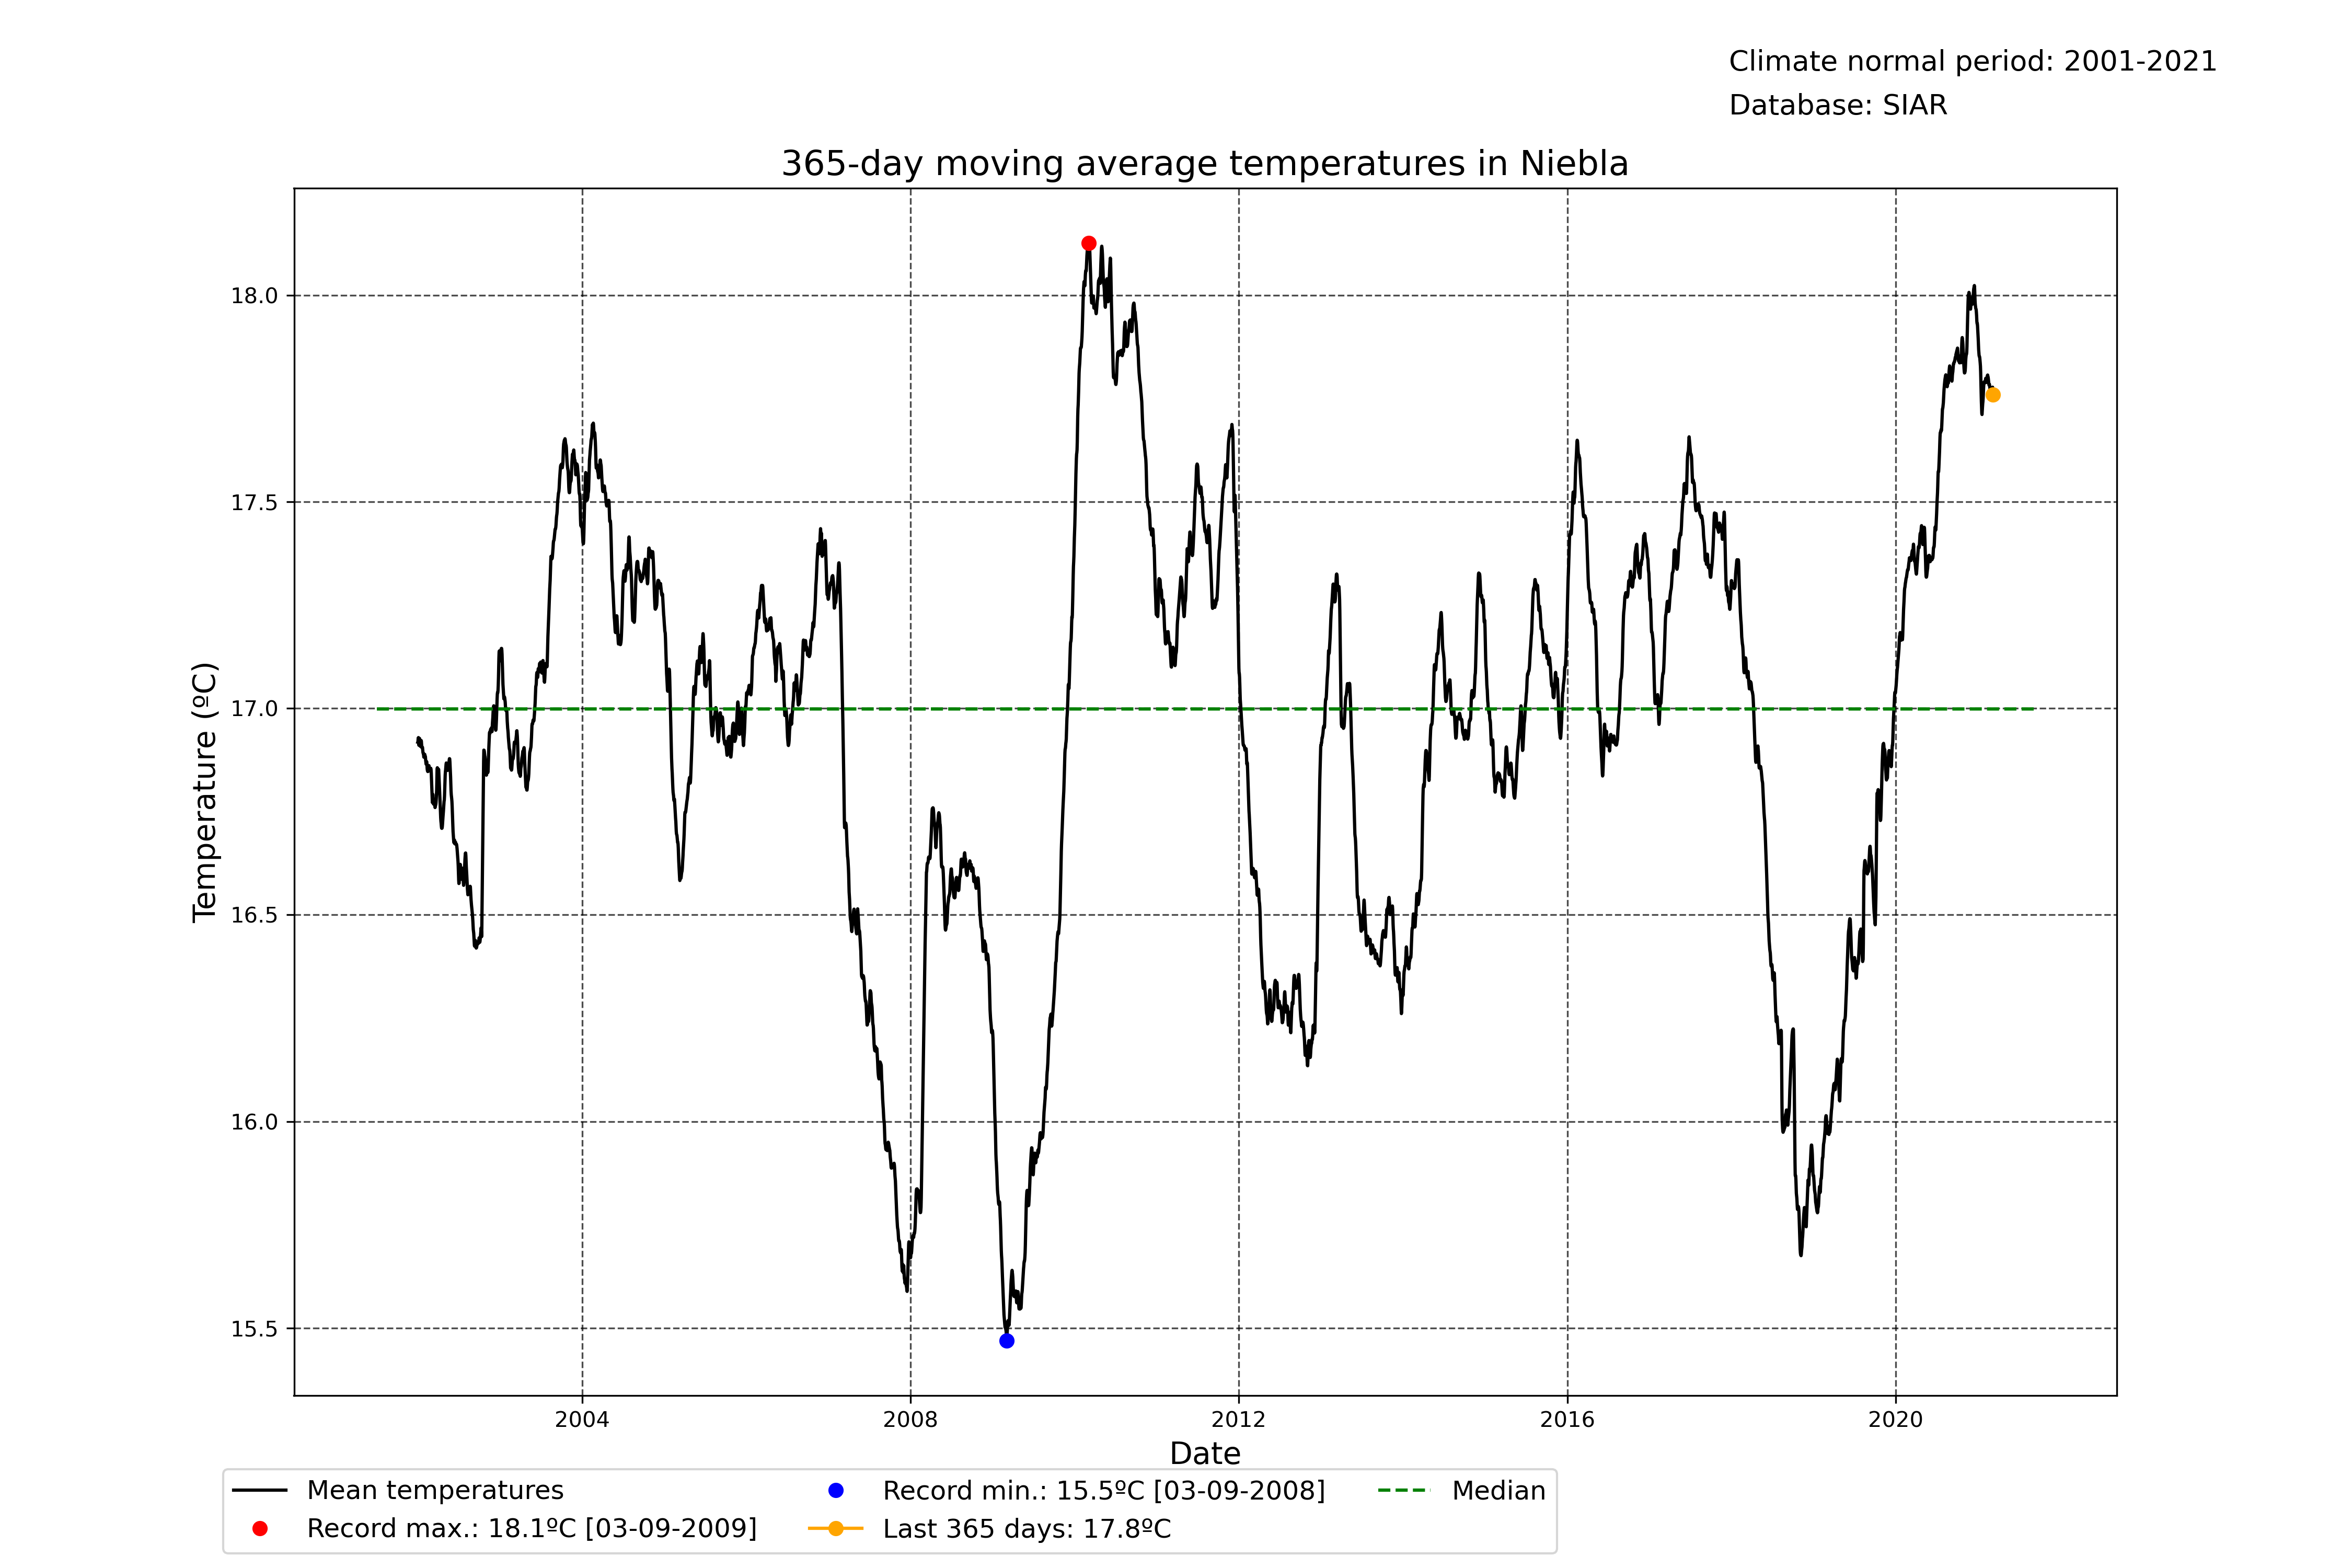 Climate normal period: 2001-2021
Database: SIAR
365-day moving average temperatures in Niebla
Temperature (ºC)
18.0
17.5
17.0
16.5
16.0
15.5
2004 2008 2012 2016 2020
Date
Mean temperatures
Record max.: 18.1ºC [03-09-2009]
Record min.: 15.5ºC [03-09-2008]
Last 365 days: 17.8ºC
Median